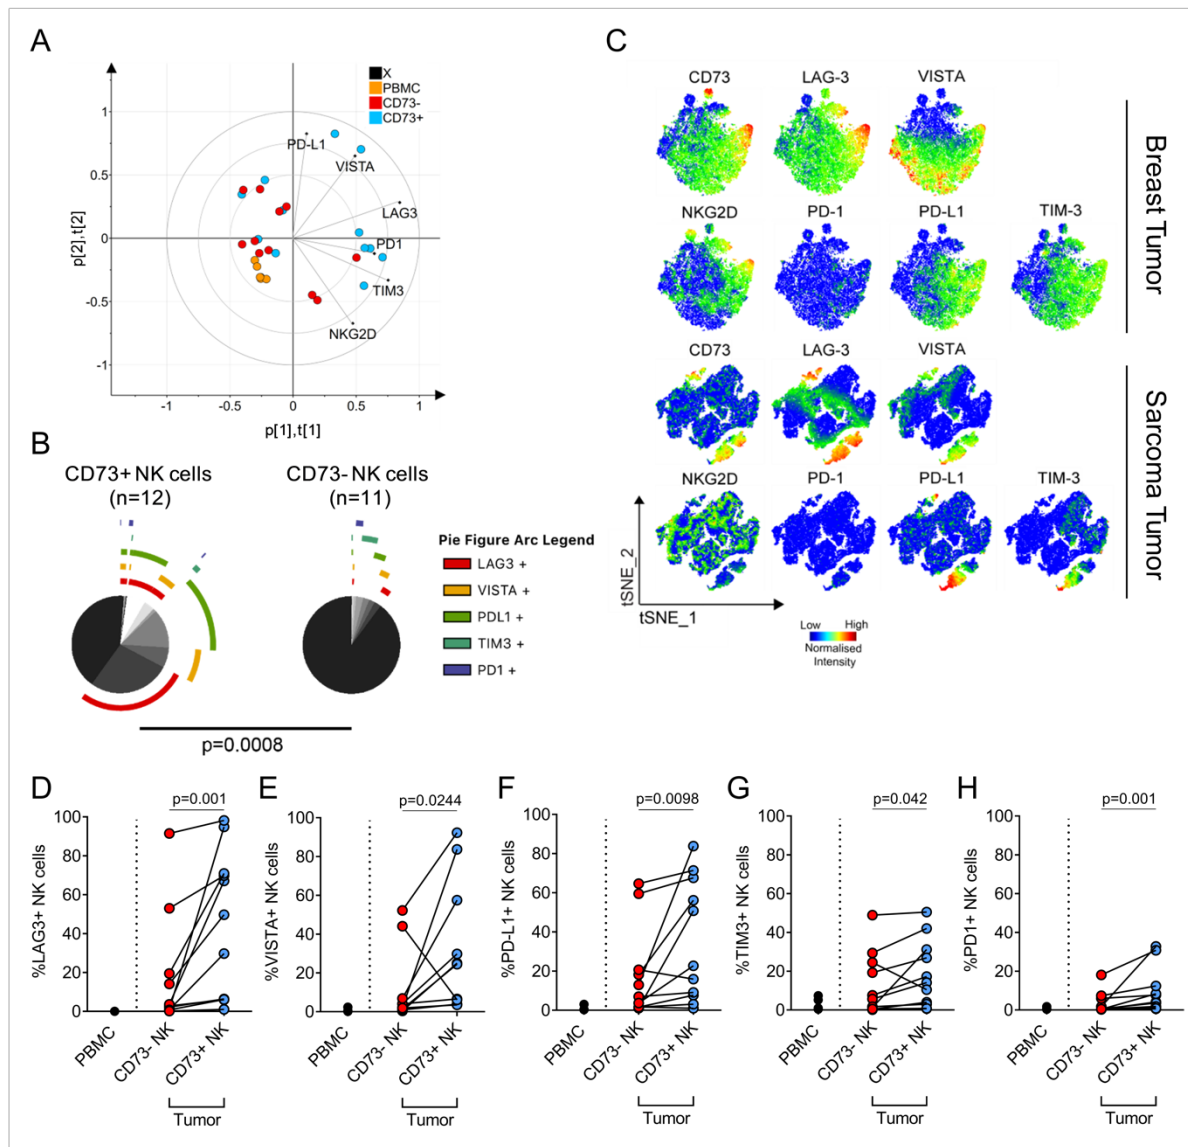 A
X
PBMC
CD73-
CD73+
PD-L1
VISTA
LAG3
PD1
TIM3
NKG2D
1
0.5
0
-0.5
-1
-1 -0.5 0 0.5 1
p[2],t[2]
p[1],t[1]
B
CD73+ NK cells
(n=12)
CD73- NK cells
(n=11)
Pie Figure Arc Legend
LAG3 +
VISTA +
PDL1 +
TIM3 +
PD1 +
p=0.0008
C
CD73 LAG-3 VISTA
NKG2D PD-1 PD-L1 TIM-3
Breast Tumor
CD73 LAG-3 VISTA
NKG2D PD-1 PD-L1 TIM-3
Sarcoma Tumor
tSNE_2
tSNE_1
Low High
Normalised
Intensity
D
p=0.001
%LAG3+ NK cells
100
80
60
40
20
0
PBMC
CD73- NK
CD73+ NK
Tumor
E
p=0.0244
%VISTA+ NK cells
100
80
60
40
20
0
PBMC
CD73- NK
CD73+ NK
Tumor
F
p=0.0098
%PD-L1+ NK cells
100
80
60
40
20
0
PBMC
CD73- NK
CD73+ NK
Tumor
G
p=0.042
%TIM3+ NK cells
100
80
60
40
20
0
PBMC
CD73- NK
CD73+ NK
Tumor
H
p=0.001
%PD1+ NK cells
100
80
60
40
20
0
PBMC
CD73- NK
CD73+ NK
Tumor